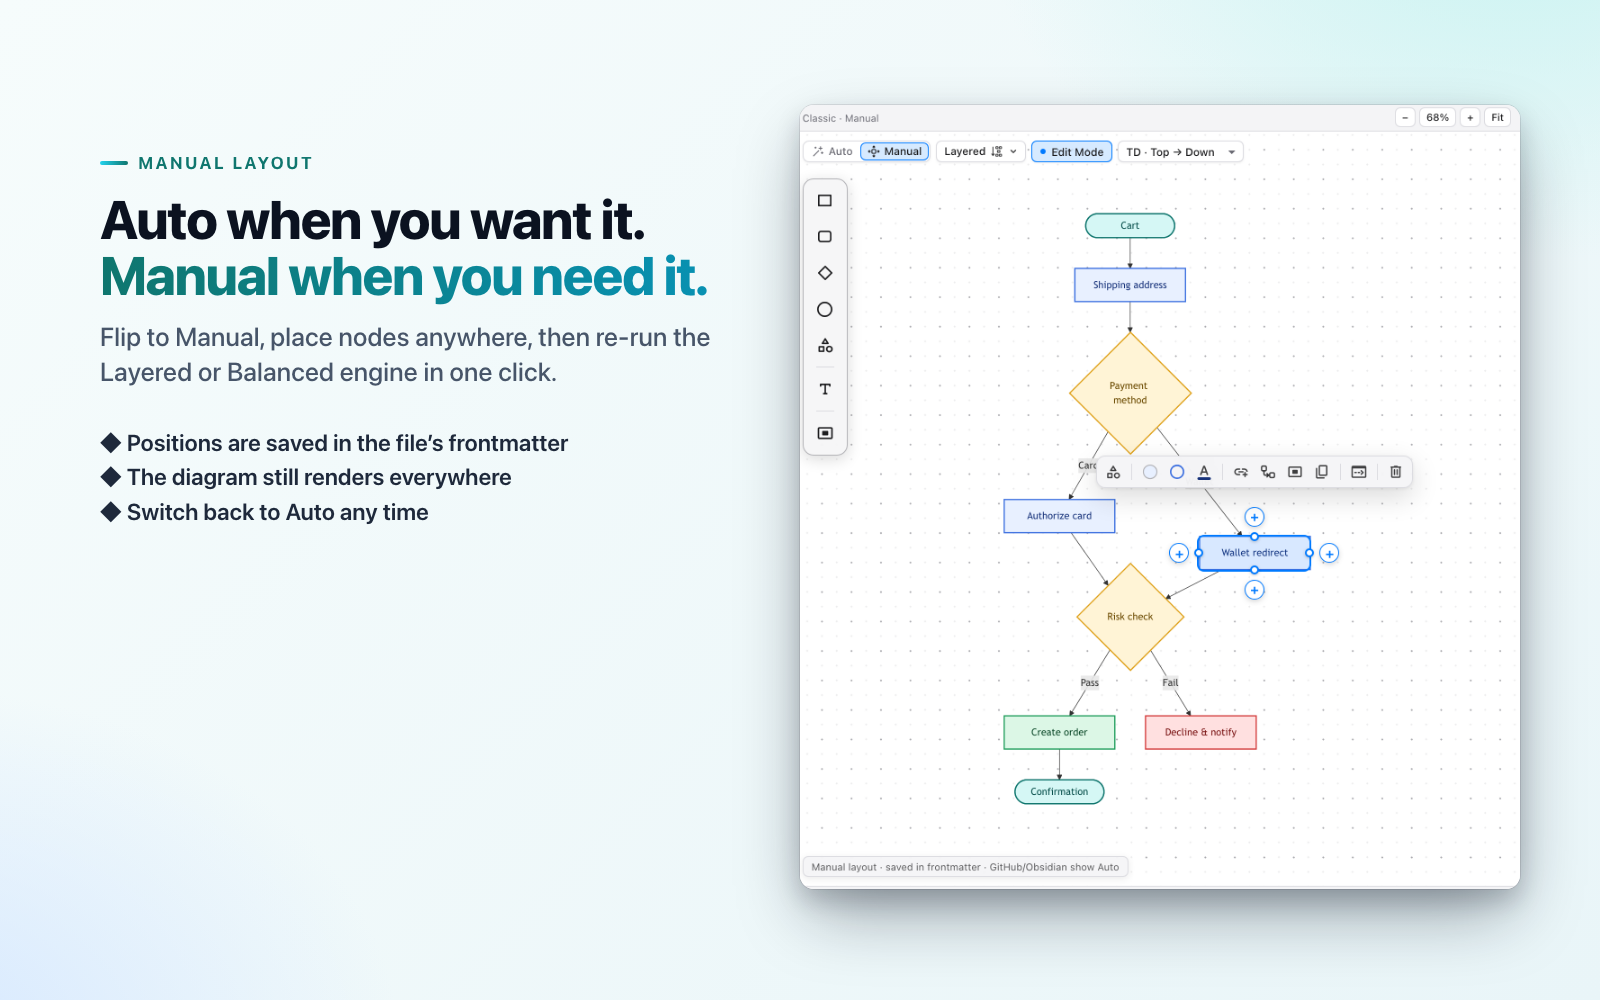 MANUAL LAYOUT
Auto when you want it.
Manual when you need it.
Flip to Manual, place nodes anywhere, then re-run the
Layered or Balanced engine in one click.
◆ Positions are saved in the file’s frontmatter
◆ The diagram still renders everywhere
◆ Switch back to Auto any time
Classic · Manual
− 68% + Fit
Auto Manual Layered Edit Mode TD · Top → Down
T
Cart
Shipping address
Payment
method
Card
A
Authorize card
Wallet redirect
Risk check
Pass Fail
Create order Decline & notify
Confirmation
Manual layout · saved in frontmatter · GitHub/Obsidian show Auto